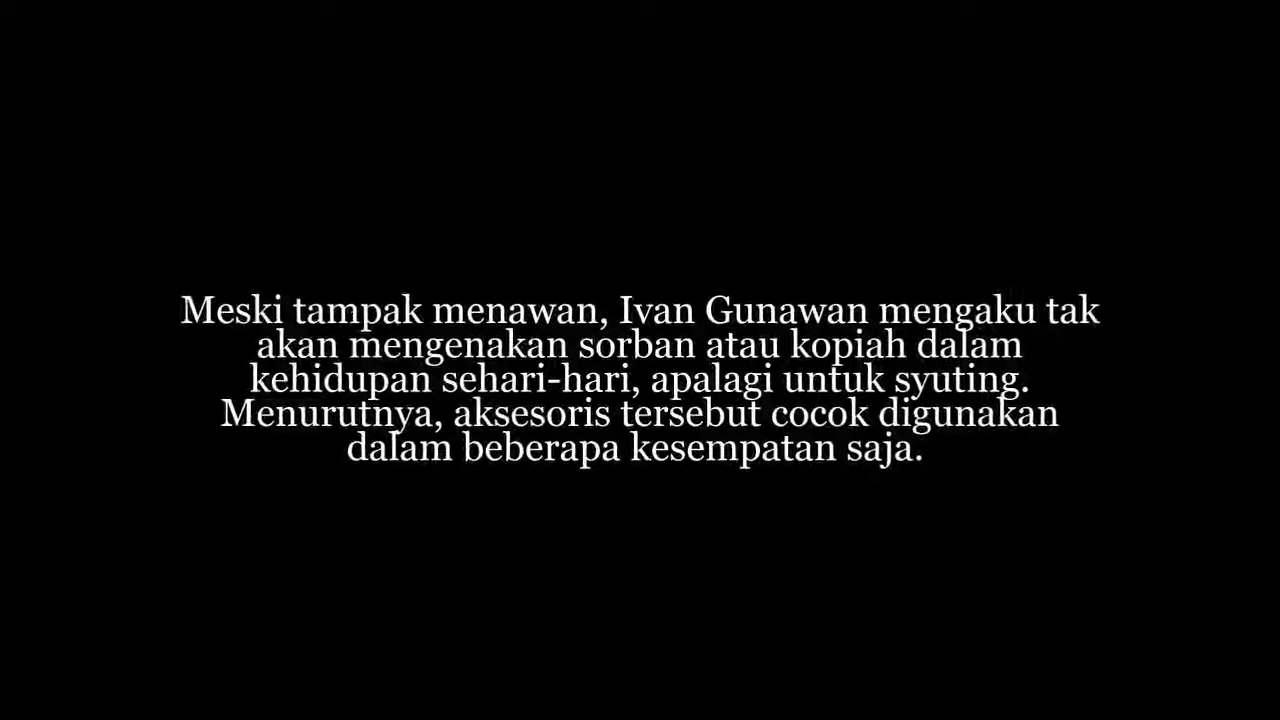 Meski tampak menawan, Ivan Gunawan mengaku tak
akan mengenakan sorban atau kopiah dalam
kehidupan sehari-hari, apalagi untuk syuting.
Menurutnya, aksesoris tersebut cocok digunakan
dalam beberapa kesempatan saja.